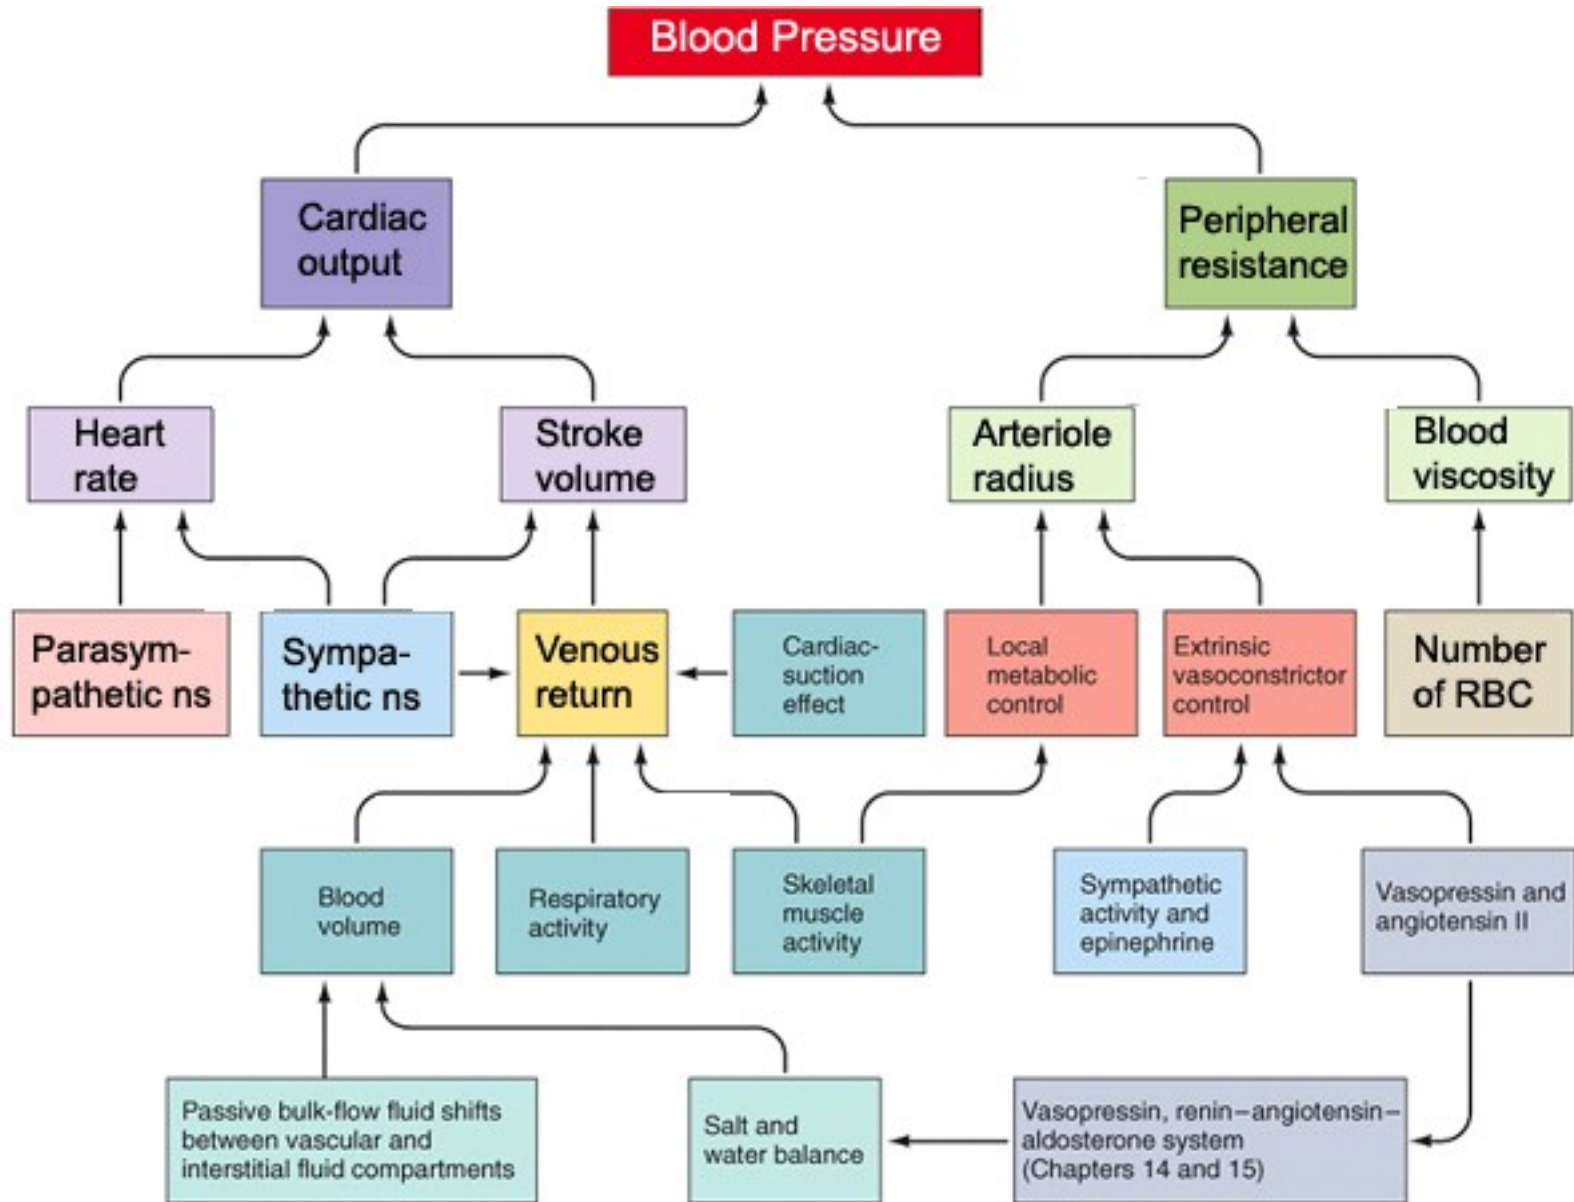 Blood Pressure
Cardiac
output
Peripheral
resistance
Heart
rate
Stroke
volume
Arteriole
radius
Blood
viscosity
Parasym-
pathetic ns
Sympa-
thetic ns
Venous
return
Cardiac-
suction
effect
Local
metabolic
control
Extrinsic
vasoconstrictor
control
Number
of RBC
Blood
volume
Respiratory
activity
Skeletal
muscle
activity
Sympathetic
activity and
epinephrine
Vasopressin and
angiotensin II
Passive bulk-flow fluid shifts
between vascular and
interstitial fluid compartments
Salt and
water balance
Vasopressin, renin–angiotensin–
aldosterone system
(Chapters 14 and 15)